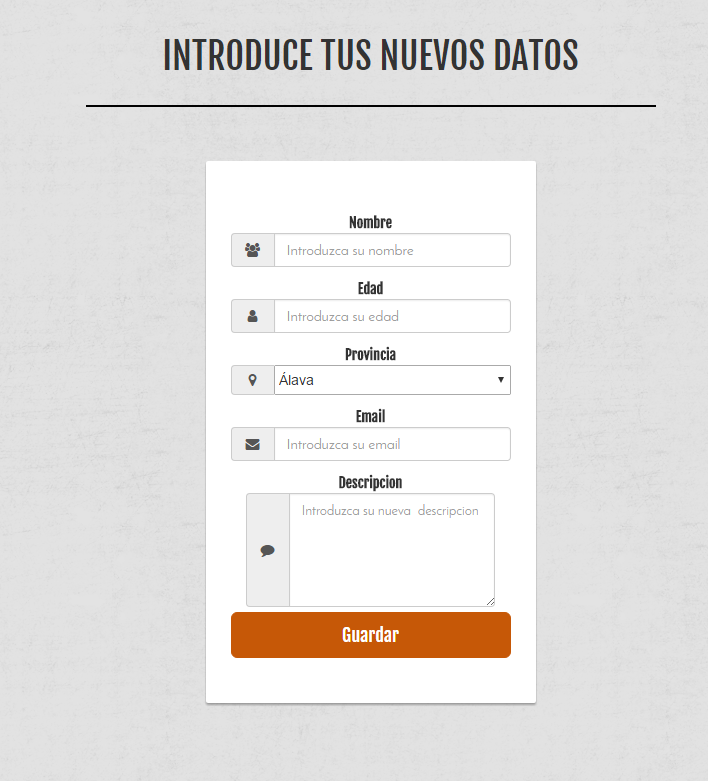 INTRODUCE TUS NUEVOS DATOS
Nombre
Introduzca su nombre
Edad
Introduzca su edad
Provincia
Álava
Email
Introduzca su email
Descripcion
Introduzca su nueva  descripcion
Guardar